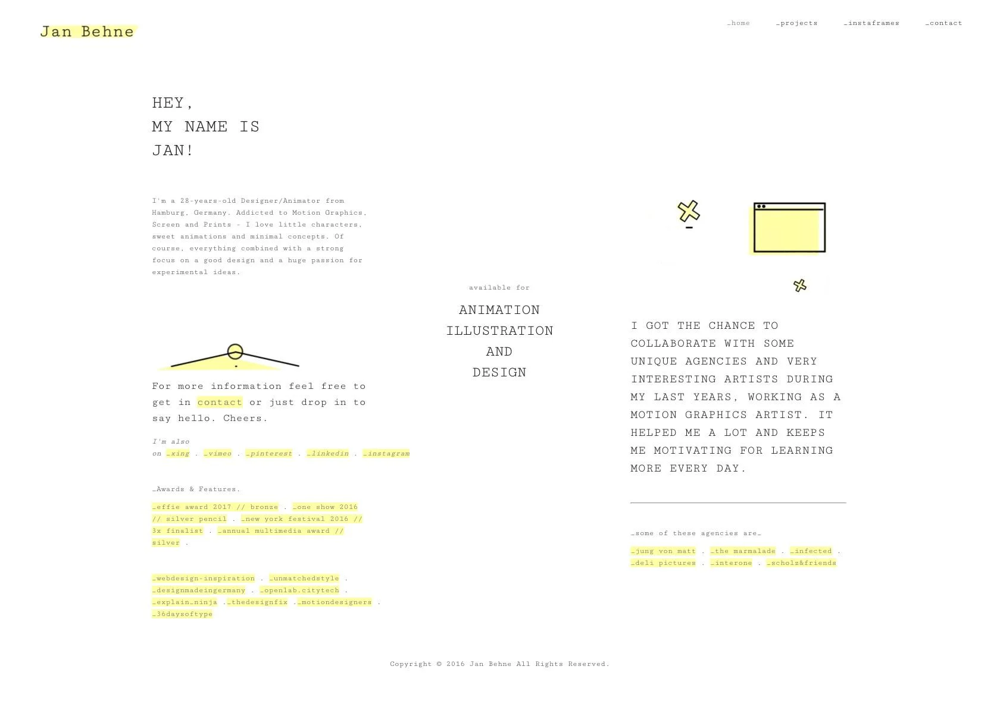 Jan Behne
_home _projects _instaframes _contact
HEY,
MY NAME IS
JAN!
I'm a 28-years-old Designer/Animator from
Hamburg, Germany. Addicted to Motion Graphics,
Screen and Prints - I love little characters,
sweet animations and minimal concepts. Of
course, everything combined with a strong
focus on a good design and a huge passion for
experimental ideas.
For more information feel free to
get in contact or just drop in to
say hello. Cheers.
I'm also
on _xing . _vimeo . _pinterest . _linkedin . _instagram
_Awards & Features.
_effie award 2017 // bronze . _one show 2016
// silver pencil . _new york festival 2016 //
3x finalist . _annual multimedia award //
silver .
_webdesign-inspiration . _unmatchedstyle .
_designmadeingermany . _openlab.citytech .
_explain_ninja ._thedesignfix ._motiondesigners .
_36daysoftype
available for
ANIMATION
ILLUSTRATION
AND
DESIGN
I GOT THE CHANCE TO
COLLABORATE WITH SOME
UNIQUE AGENCIES AND VERY
INTERESTING ARTISTS DURING
MY LAST YEARS, WORKING AS A
MOTION GRAPHICS ARTIST. IT
HELPED ME A LOT AND KEEPS
ME MOTIVATING FOR LEARNING
MORE EVERY DAY.
_some of these agencies are_
_jung von matt . _the marmalade . _infected .
_deli pictures . _interone . _scholz&friends
Copyright © 2016 Jan Behne All Rights Reserved.